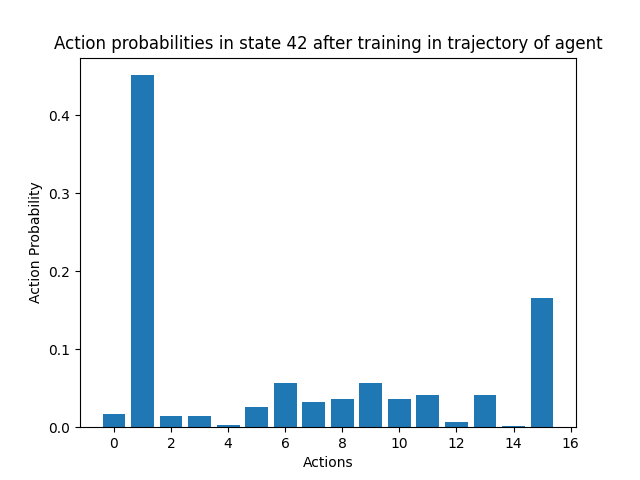 Action probabilities in state 42 after training in trajectory of agent
Action Probability
0.4
0.3
0.2
0.1
0.0
0 2 4 6 8 10 12 14 16
Actions